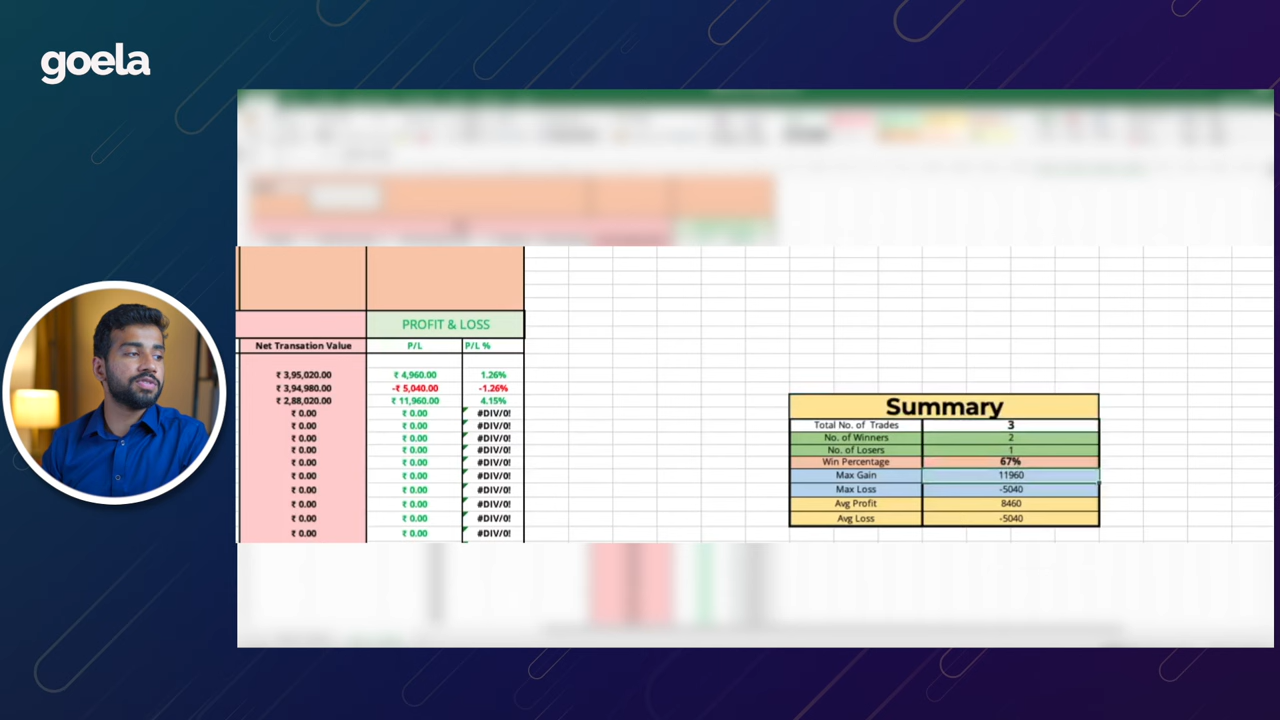 goela
PROFIT & LOSS
Net Transation Value P/L P/L %
₹ 3,95,020.00 ₹ 4,960.00 1.26%
₹ 3,94,980.00 -₹ 5,040.00 -1.26%
₹ 2,88,020.00 ₹ 11,960.00 4.15%
₹ 0.00 ₹ 0.00 #DIV/0!
₹ 0.00 ₹ 0.00 #DIV/0!
₹ 0.00 ₹ 0.00 #DIV/0!
₹ 0.00 ₹ 0.00 #DIV/0!
₹ 0.00 ₹ 0.00 #DIV/0!
₹ 0.00 ₹ 0.00 #DIV/0!
₹ 0.00 ₹ 0.00 #DIV/0!
₹ 0.00 ₹ 0.00 #DIV/0!
₹ 0.00 ₹ 0.00 #DIV/0!
₹ 0.00 ₹ 0.00 #DIV/0!
Summary
Total No. of Trades 3
No. of Winners 2
No. of Losers 1
Win Percentage 67%
Max Gain 11960
Max Loss -5040
Avg Profit 8460
Avg Loss -5040